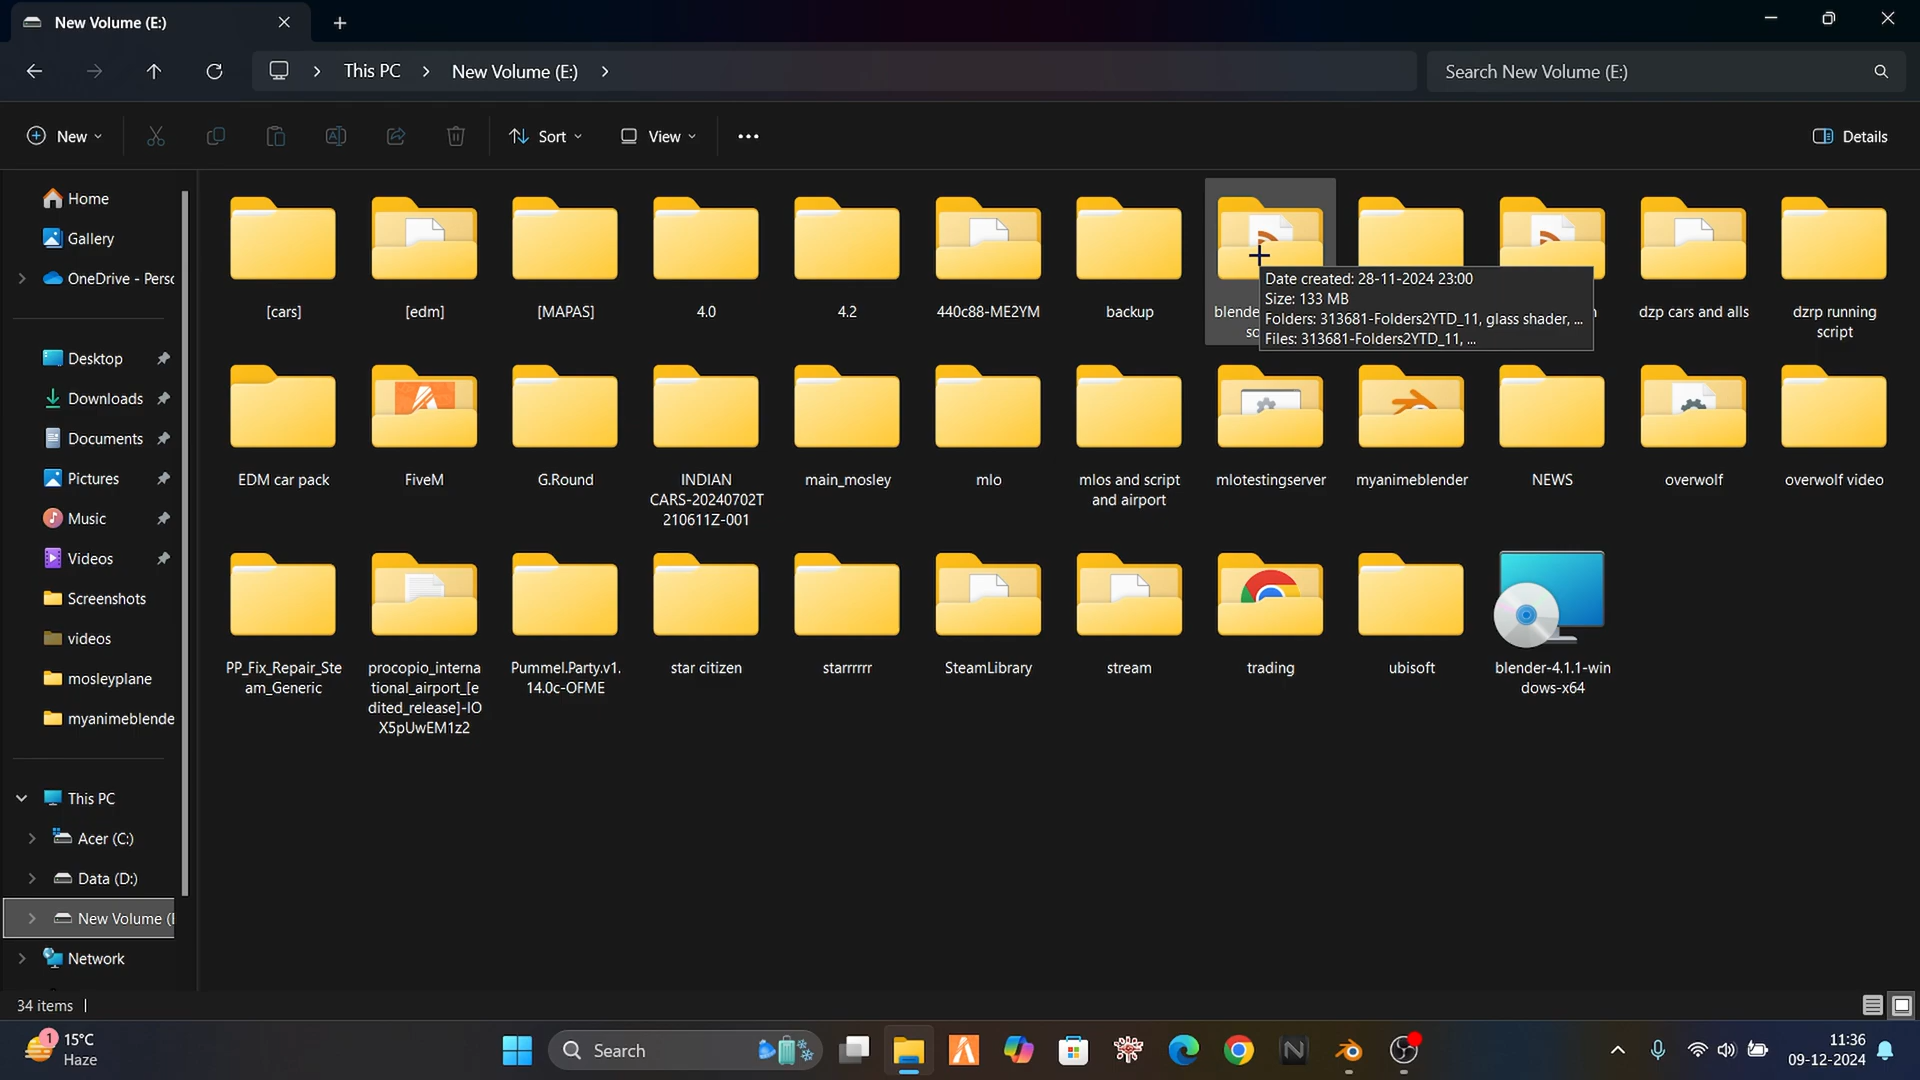 New Volume (E:)
This PC
New Volume (E:)
Search New Volume (E:)
New
Sort
View
Details
Home
Gallery
OneDrive - Persc
Desktop
Downloads
Documents
Pictures
Music
Videos
Screenshots
videos
mosleyplane
myanimeblende
This PC
Acer (C:)
Data (D:)
New Volume (E
Network
[cars]
[edm]
[MAPAS]
4.0
4.2
440c88-ME2YM
backup
blende
sc
dzp cars and alls
dzrp running
script
Date created: 28-11-2024 23:00
Size: 133 MB
Folders: 313681-Folders2YTD_11, glass shader, ...
Files: 313681-Folders2YTD_11, ...
EDM car pack
FiveM
G.Round
INDIAN
CARS-20240702T
210611Z-001
main_mosley
mlo
mlos and script
and airport
mlotestingserver
myanimeblender
NEWS
overwolf
overwolf video
PP_Fix_Repair_Ste
am_Generic
procopio_interna
tional_airport_[e
dited_release]-IO
X5pUwEM1z2
Pummel.Party.v1.
14.0c-OFME
star citizen
starrrrrr
SteamLibrary
stream
trading
ubisoft
blender-4.1.1-win
dows-x64
34 items
1
15°C
Haze
Search
11:36
09-12-2024